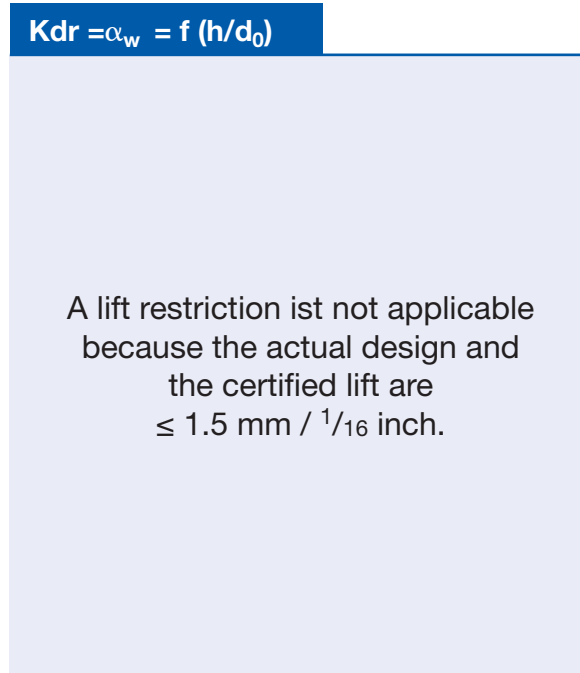 Kdr =αw = f (h/d0)
A lift restriction ist not applicable
because the actual design and
the certified lift are
≤ 1.5 mm / 1/16 inch.